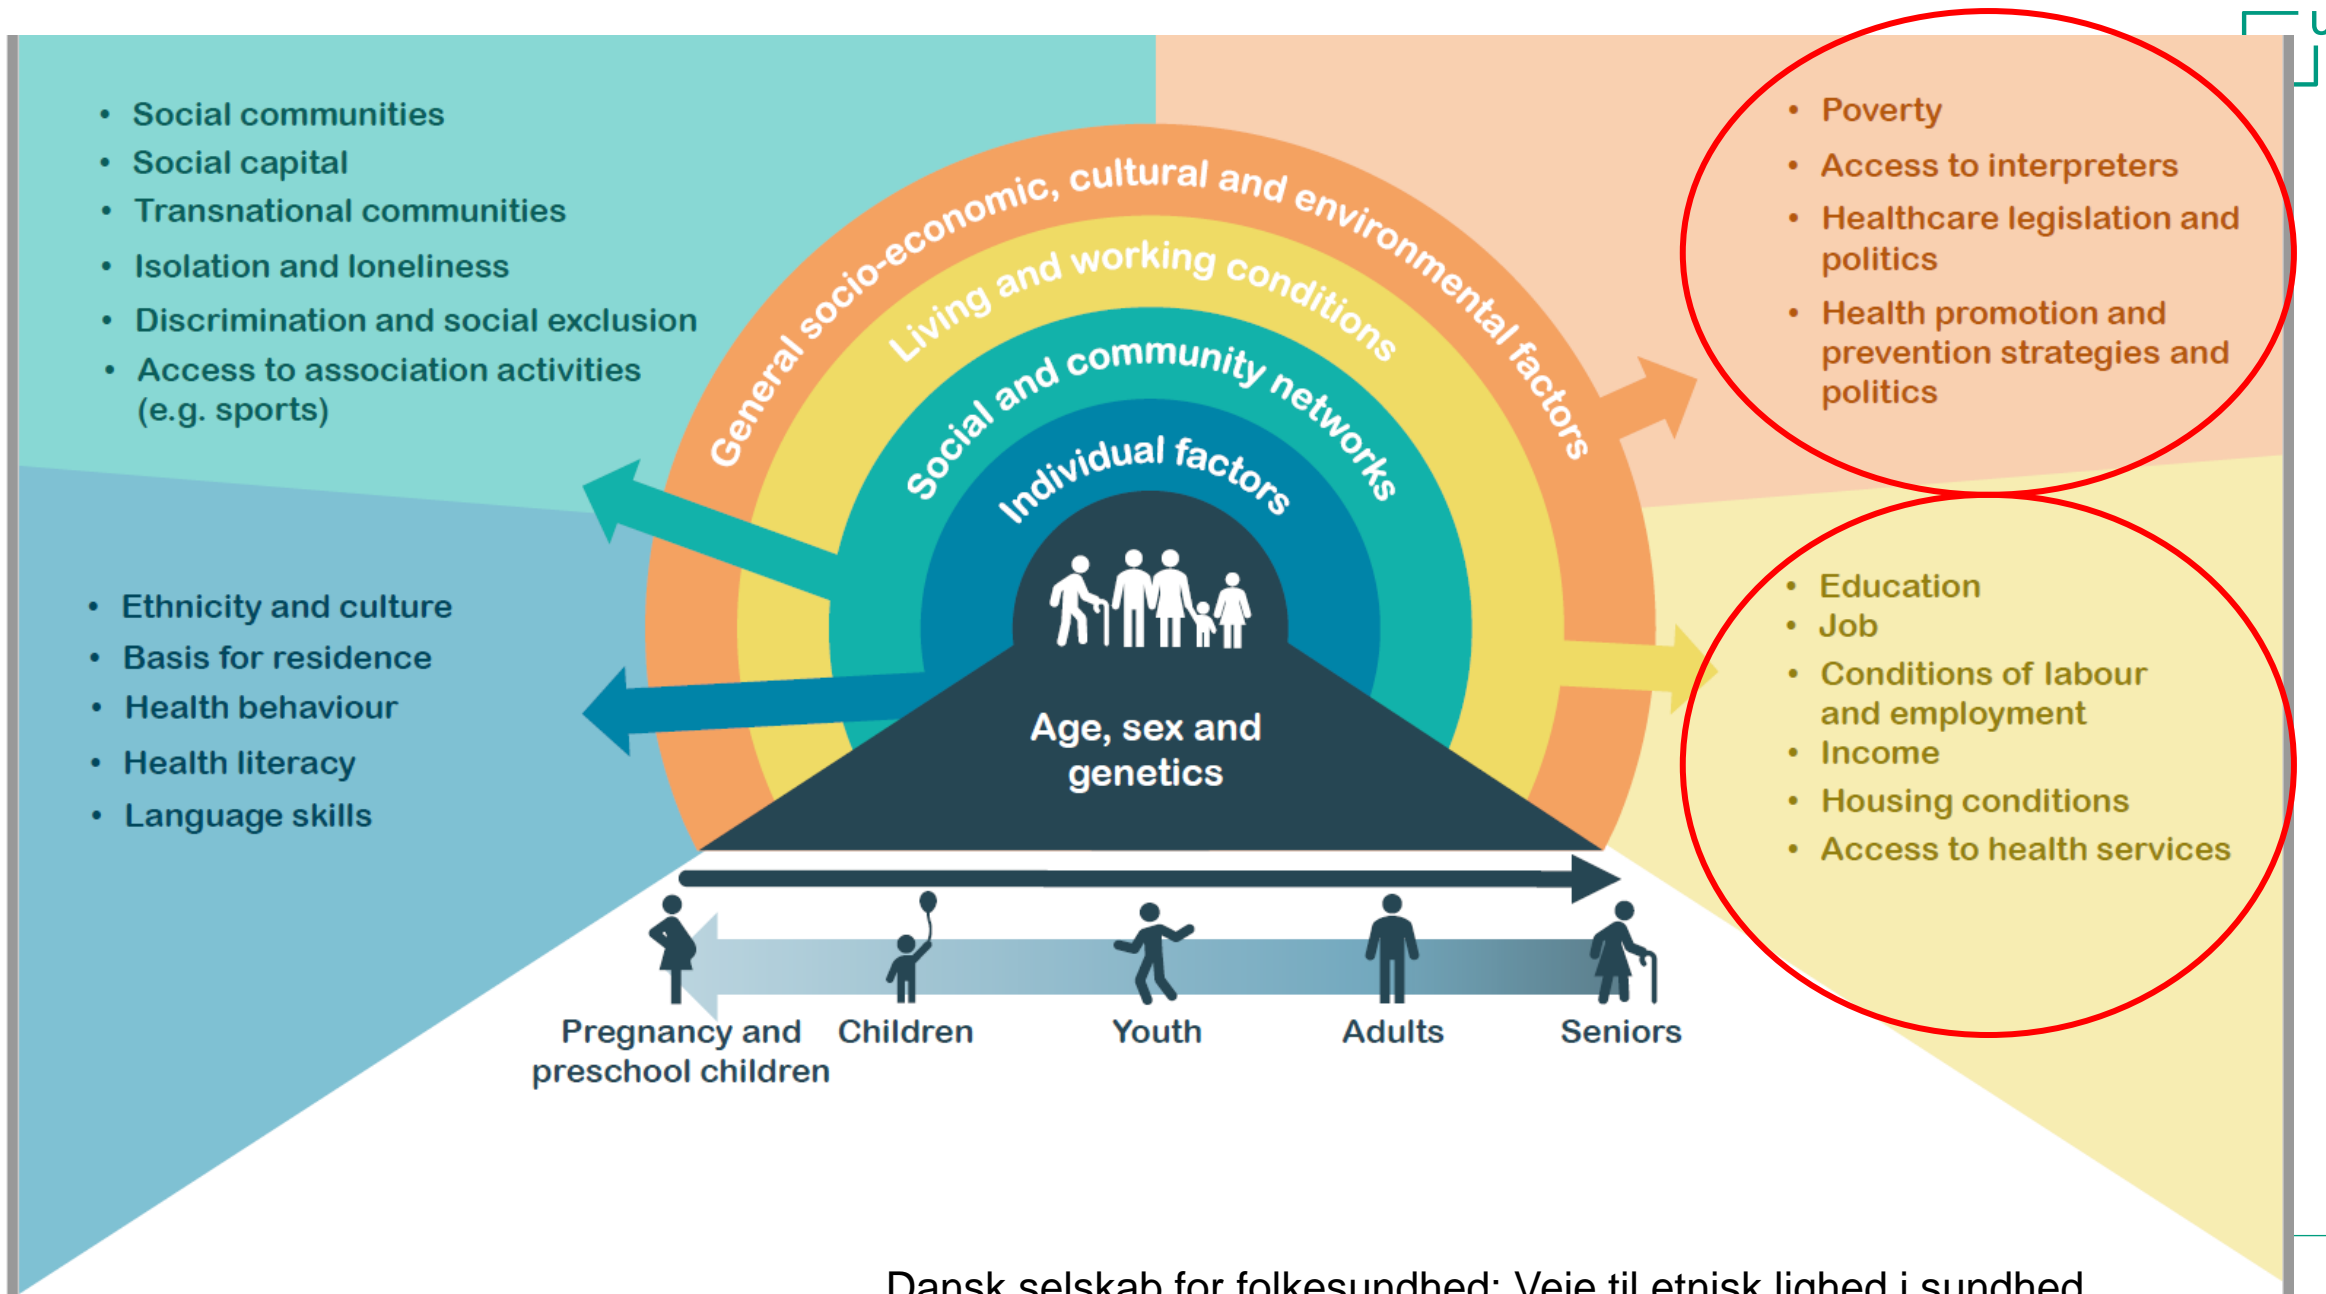 • Social communities
• Social capital
• Transnational communities
• Isolation and loneliness
• Discrimination and social exclusion
• Access to association activities
(e.g. sports)
• Ethnicity and culture
• Basis for residence
• Health behaviour
• Health literacy
• Language skills
General socio-economic, cultural and environmental factors
Living and working conditions
Social and community networks
Individual factors
Age, sex and
genetics
• Poverty
• Access to interpreters
• Healthcare legislation and
politics
• Health promotion and
prevention strategies and
politics
• Education
• Job
• Conditions of labour
and employment
• Income
• Housing conditions
• Access to health services
Pregnancy and
preschool children
Children
Youth
Adults
Seniors
Dansk selskab for folkesundhed: Veje til etnisk lighed i sundhed